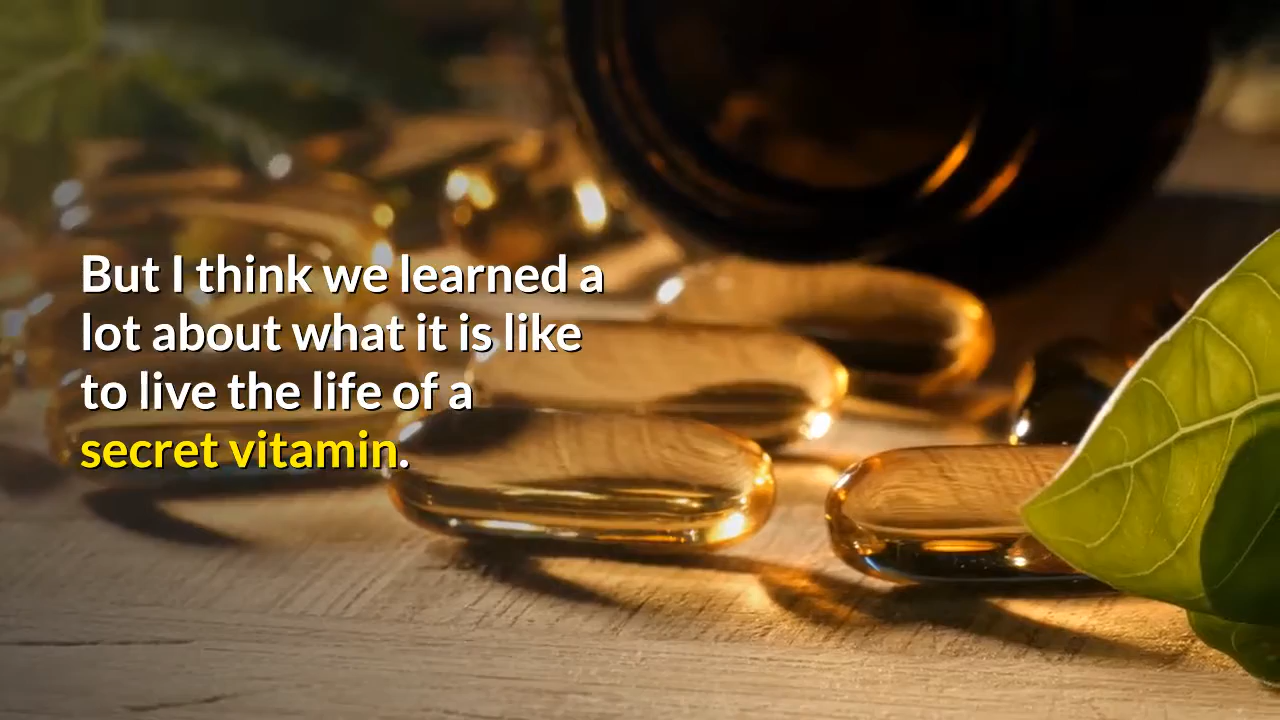 But I think we learned a
lot about what it is like
to live the life of a
secret vitamin.